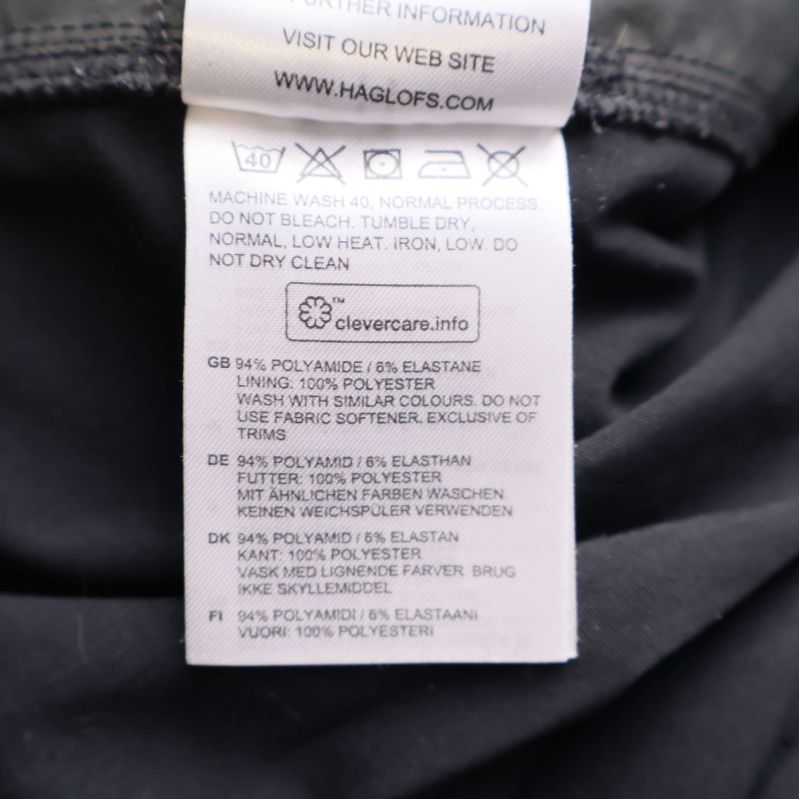 FURTHER INFORMATION
VISIT OUR WEB SITE
WWW.HAGLOFS.COM
40
MACHINE WASH 40, NORMAL PROCESS.
DO NOT BLEACH. TUMBLE DRY,
NORMAL, LOW HEAT. IRON, LOW. DO
NOT DRY CLEAN
™
clevercare.info
GB 94% POLYAMIDE / 6% ELASTANE
LINING: 100% POLYESTER
WASH WITH SIMILAR COLOURS. DO NOT
USE FABRIC SOFTENER. EXCLUSIVE OF
TRIMS
DE 94% POLYAMID / 6% ELASTHAN
FUTTER: 100% POLYESTER
MIT ÄHNLICHEN FARBEN WASCHEN
KEINEN WEICHSPÜLER VERWENDEN
DK 94% POLYAMID / 6% ELASTAN
KANT: 100% POLYESTER
VASK MED LIGNENDE FARVER. BRUG
IKKE SKYLLEMIDDEL
FI 94% POLYAMIDI / 6% ELASTAANI
VUORI: 100% POLYESTERI